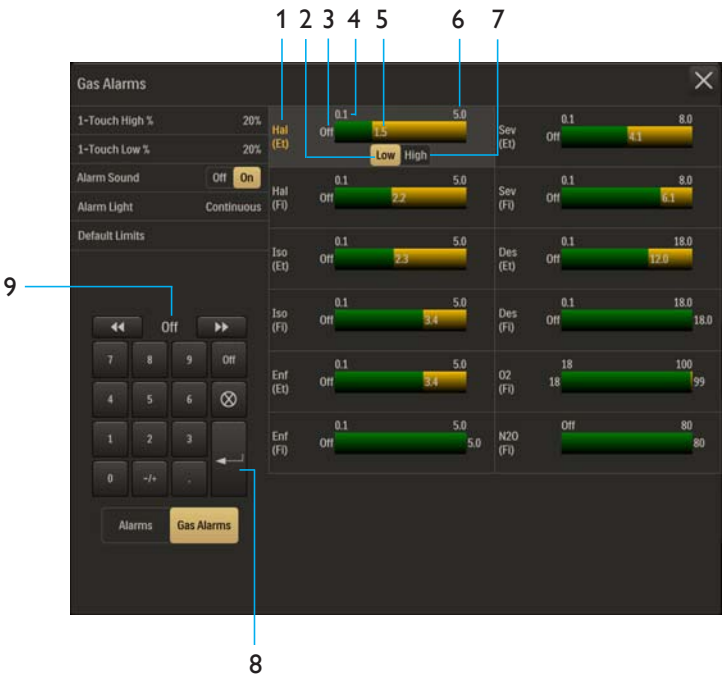 1 2 3 4 5 6 7
Gas Alarms
1-Touch High % 20%
1-Touch Low % 20%
Alarm Sound Off On
Alarm Light Continuous
Default Limits
9
Off
7 8 9 Off
4 5 6
1 2 3
0 -/+ .
Alarms Gas Alarms
8
0.1 5.0
Hal Off 1.5
(Et)
Low High
0.1 5.0
Hal Off 2.2
(Fi)
0.1 5.0
Iso Off 2.3
(Et)
0.1 5.0
Iso Off 3.4
(Fi)
0.1 5.0
Enf Off 3.4
(Et)
0.1 5.0
Enf Off 5.0
(Fi)
0.1 8.0
Sev Off 4.1
(Et)
0.1 8.0
Sev Off 6.1
(Fi)
0.1 18.0
Des Off 12.0
(Et)
0.1 18.0
Des Off 18.0
(Fi)
18 100
O2 18 99
(Fi)
Off 80
N2O 80
(Fi)